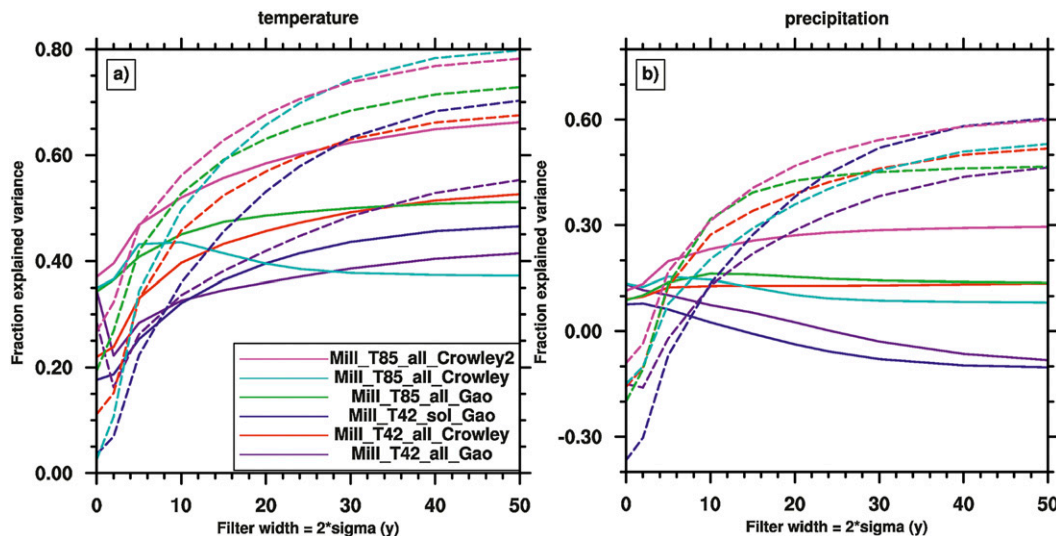 temperature
precipitation
a)
b)
Fraction explained variance
0.80
0.60
0.40
0.20
0.00
0 10 20 30 40 50
Filter width = 2*sigma (y)
Mill_T85_all_Crowley2
Mill_T85_all_Crowley
Mill_T85_all_Gao
Mill_T42_sol_Gao
Mill_T42_all_Crowley
Mill_T42_all_Gao
Fraction explained variance
0.60
0.30
0.00
-0.30
0 10 20 30 40 50
Filter width = 2*sigma (y)